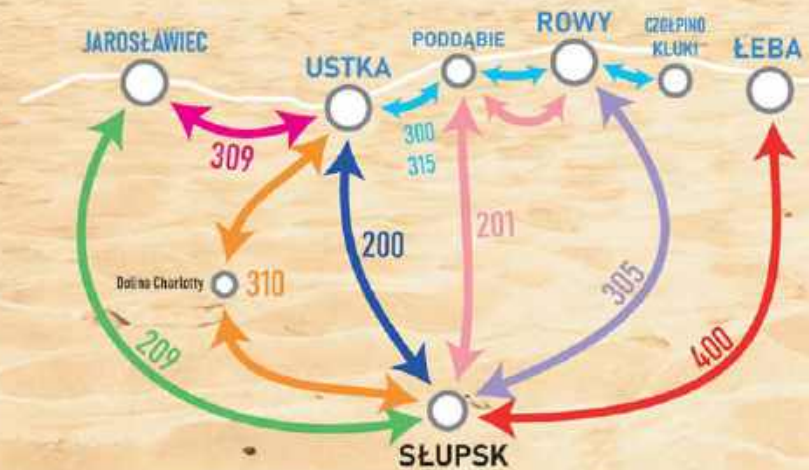 JAROSŁAWIEC
USTKA
PODDĄBIE
ROWY
CZOŁPINO
KLUKI
ŁEBA
309
300
315
200
201
305
Dolina Charlotty
310
209
400
SŁUPSK